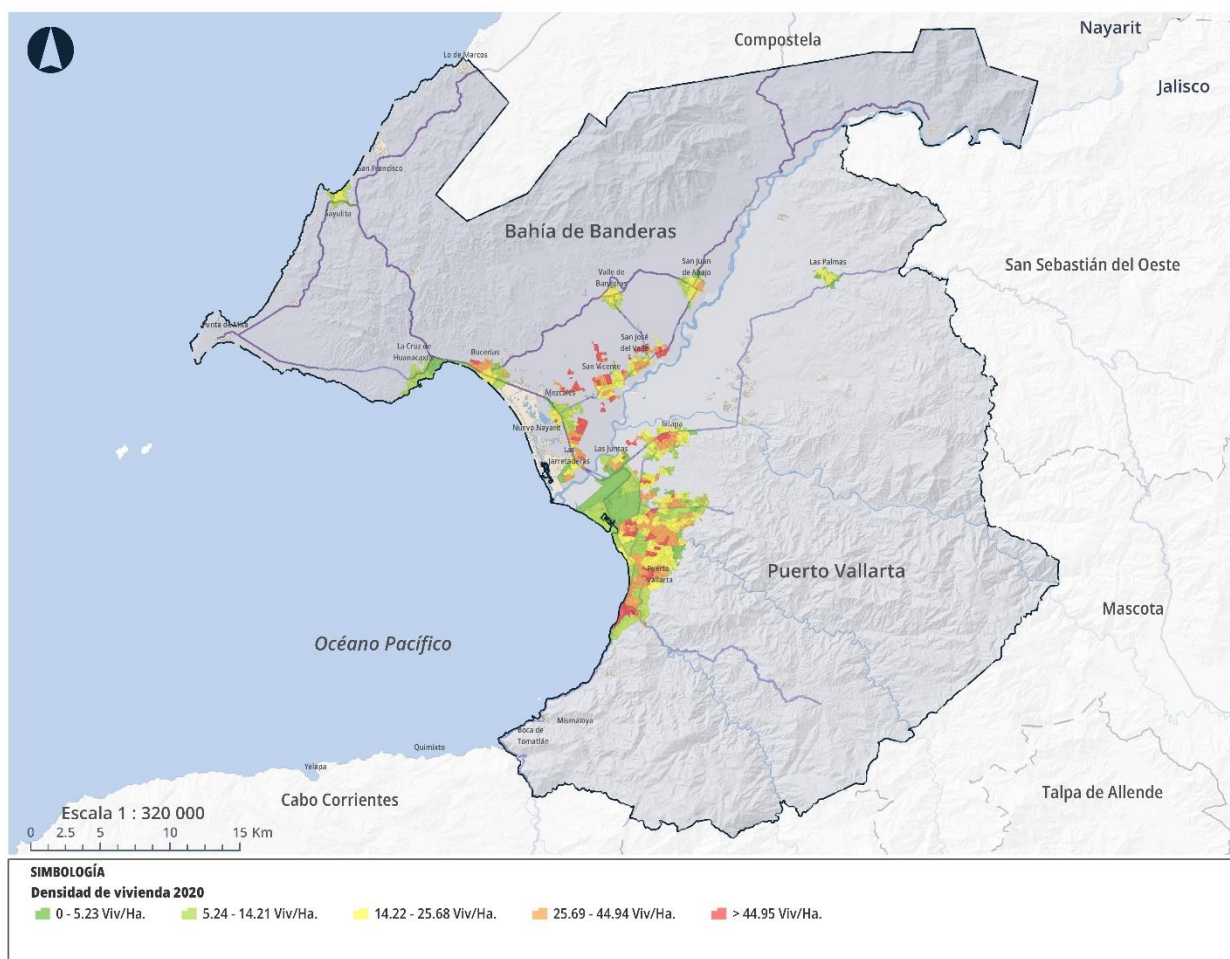 Nayarit
Compostela
Lo de Marcos
Jalisco
San Francisco
Sayulita
Bahía de Banderas
San Sebastián del Oeste
San Juan
de Abajo
Las Palmas
Valle de
Banderas
Punta de Mita
La Cruz de
Huanacaxtle
Bucerías
San José
del Valle
San Vicente
Mezcales
Nuevo Nayarit
Ixtapa
Las Juntas
Las
Jarretaderas
Puerto
Vallarta
Puerto Vallarta
Mascota
Océano Pacífico
Mismaloya
Boca de
Tomatlán
Quimixto
Yelapa
Cabo Corrientes
Talpa de Allende
Escala 1 : 320 000
0 2.5 5 10 15 Km
SIMBOLOGÍA
Densidad de vivienda 2020
0 - 5.23 Viv/Ha. 5.24 - 14.21 Viv/Ha. 14.22 - 25.68 Viv/Ha. 25.69 - 44.94 Viv/Ha. > 44.95 Viv/Ha.